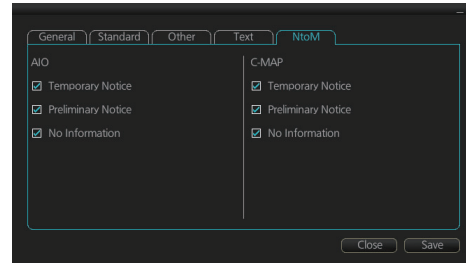 General Standard Other Text NtoM
AIO
Temporary Notice
Preliminary Notice
No Information
C-MAP
Temporary Notice
Preliminary Notice
No Information
Close Save